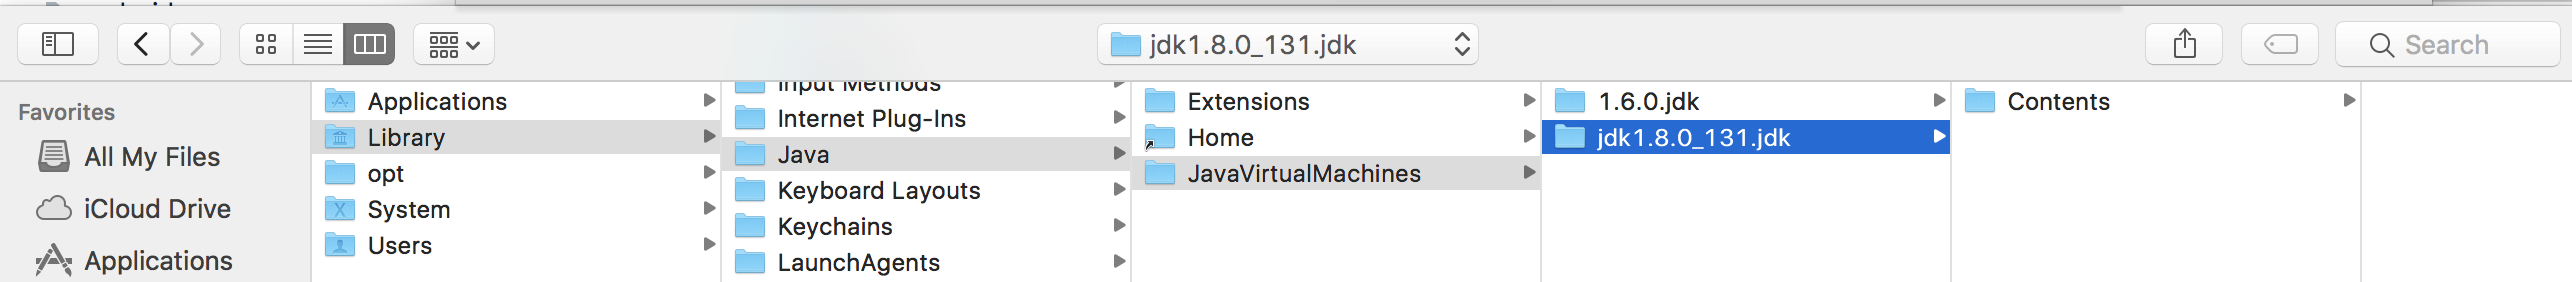 jdk1.8.0_131.jdk
Search
Favorites
All My Files
iCloud Drive
Applications
Applications
Library
opt
System
Users
Input Methods
Internet Plug-Ins
Java
Keyboard Layouts
Keychains
LaunchAgents
Extensions
Home
JavaVirtualMachines
1.6.0.jdk
jdk1.8.0_131.jdk
Contents